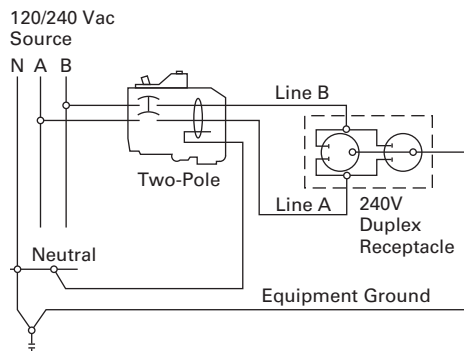 120/240 Vac
Source
N A B
Line B
Two-Pole
Line A
240V
Duplex
Receptacle
Neutral
Equipment Ground